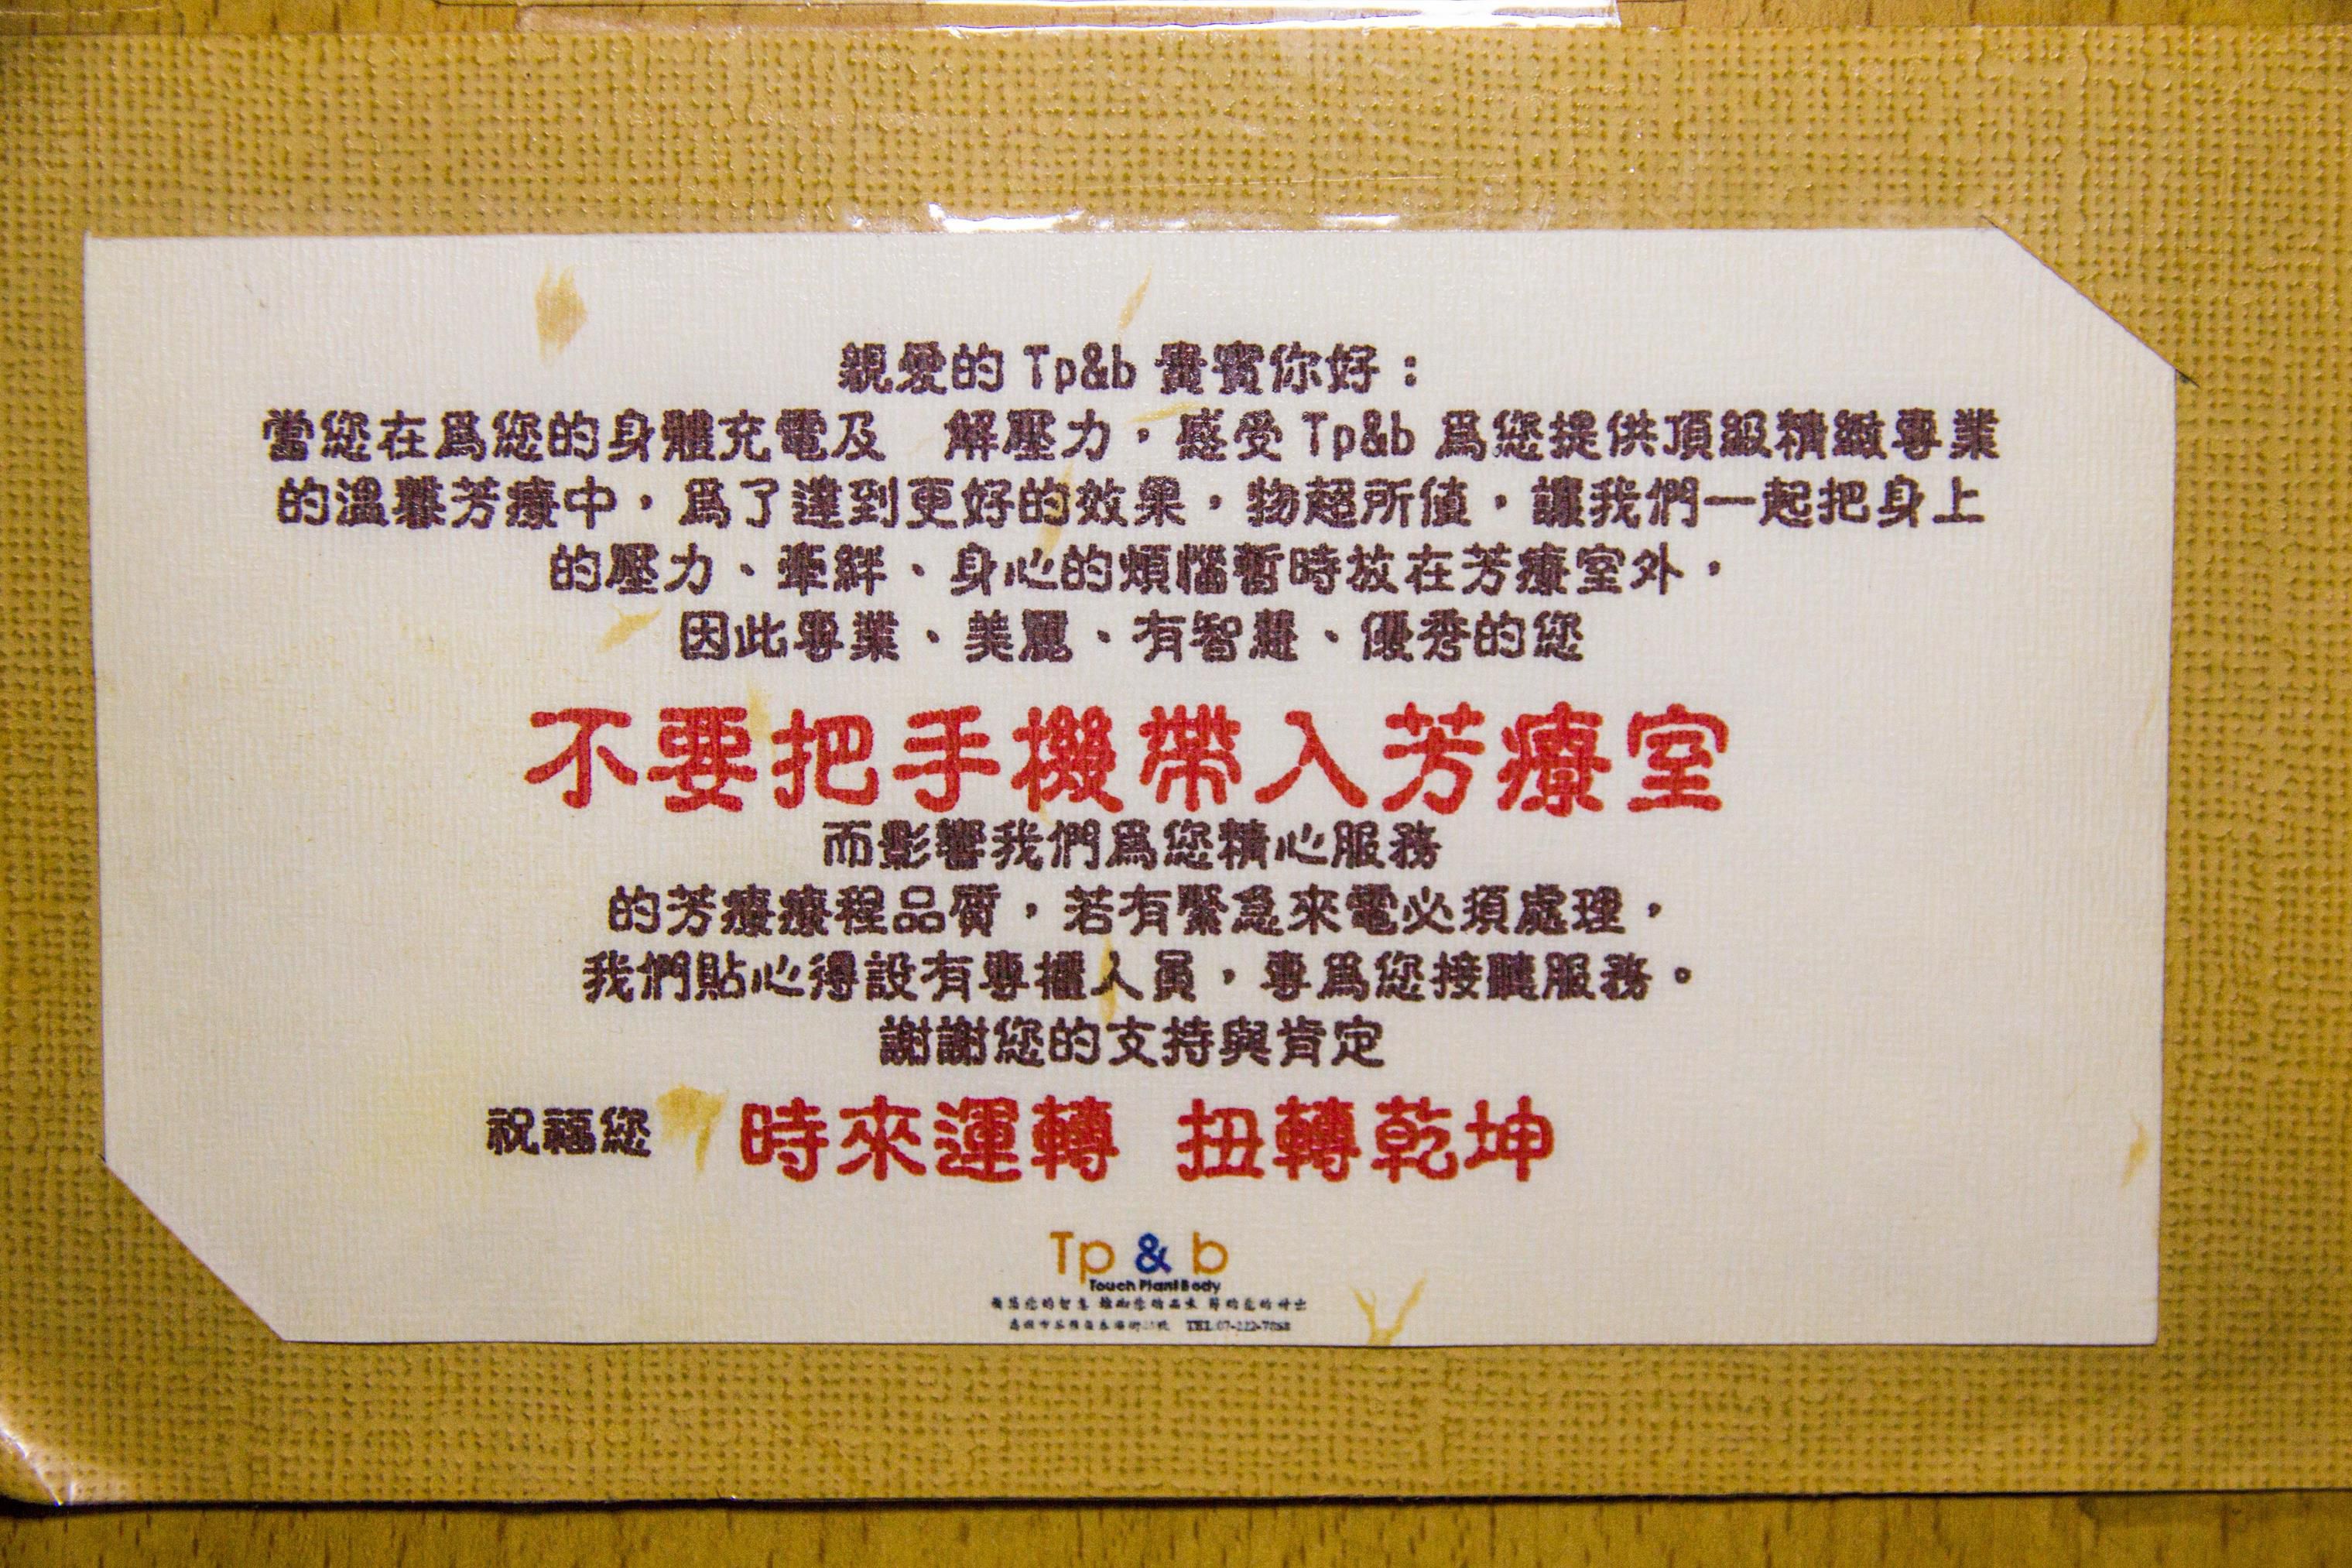 親愛的 Tp&b 貴賓你好：
當您在爲您的身體充電及　解壓力，感受 Tp&b 爲您提供頂級精緻專業
的溫馨芳療中，爲了達到更好的效果，物超所值，讓我們一起把身上
的壓力、牽絆、身心的煩惱暫時放在芳療室外，
因此專業、美麗、有智慧、優秀的您
不要把手機帶入芳療室
而影響我們爲您精心服務
的芳療療程品質，若有緊急來電必須處理，
我們貼心得設有專櫃人員，專爲您接聽服務。
謝謝您的支持與肯定
祝福您　時來運轉　扭轉乾坤
Tp & b
Touch Plant Body
TEL:07-222-